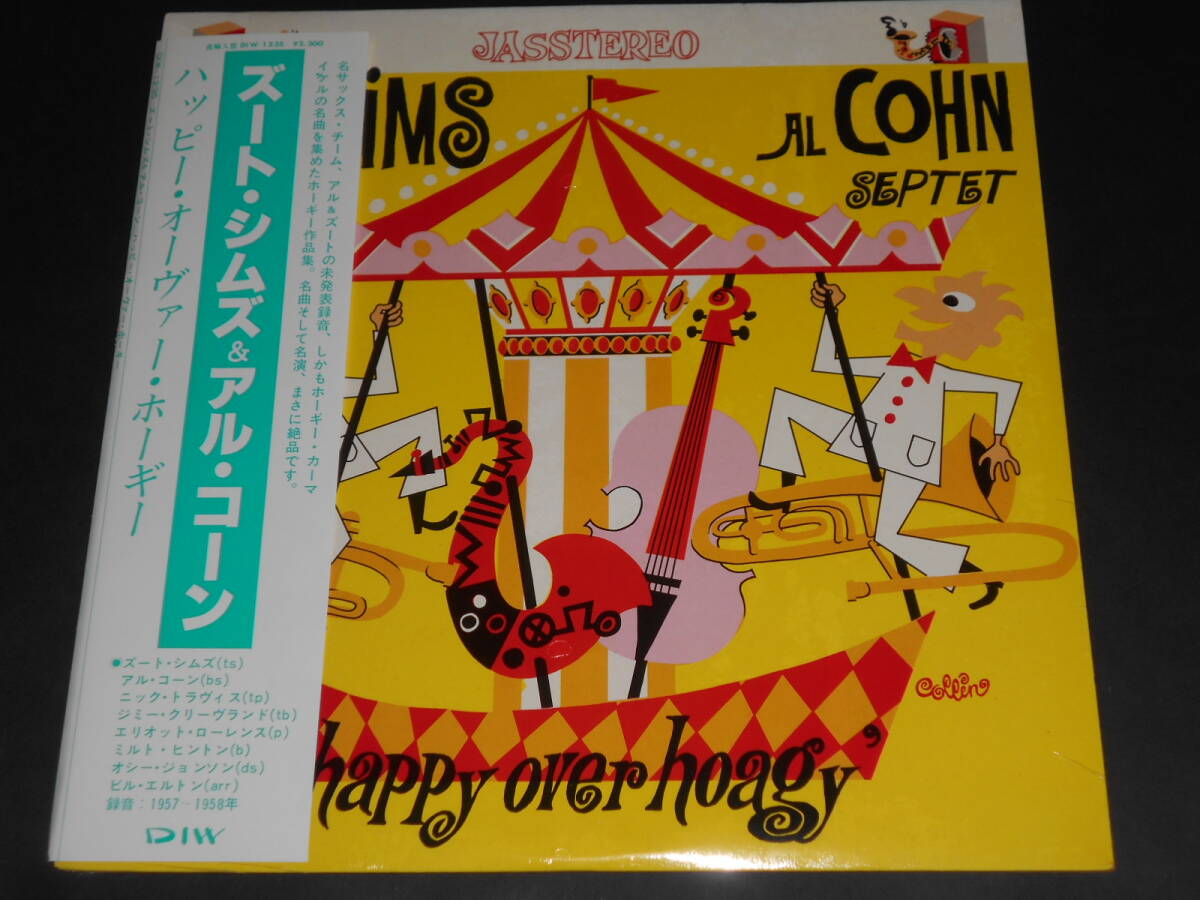 直輸入盤 DIW-1235 ¥2,300
ズート・シムズ&アル・コーン
ハッピー・オーヴァー・ホーギー
名サックス・チーム、アル&ズートの未発表録音、しかもホーギー・カーマ
イケルの名曲を集めたホーギー作品集。名曲そして名演、まさに絶品です。
●ズート・シムズ(ts)
アル・コーン(bs)
ニック・トラヴィス(tp)
ジミー・クリーヴランド(tb)
エリオット・ローレンス(p)
ミルト・ヒントン(b)
オシー・ジョンソン(ds)
ビル・エルトン(arr)
録音:1957-1958年
DIW
JASSTEREO
SIMS
AL COHN
SEPTET
Collin
happy over hoagy'